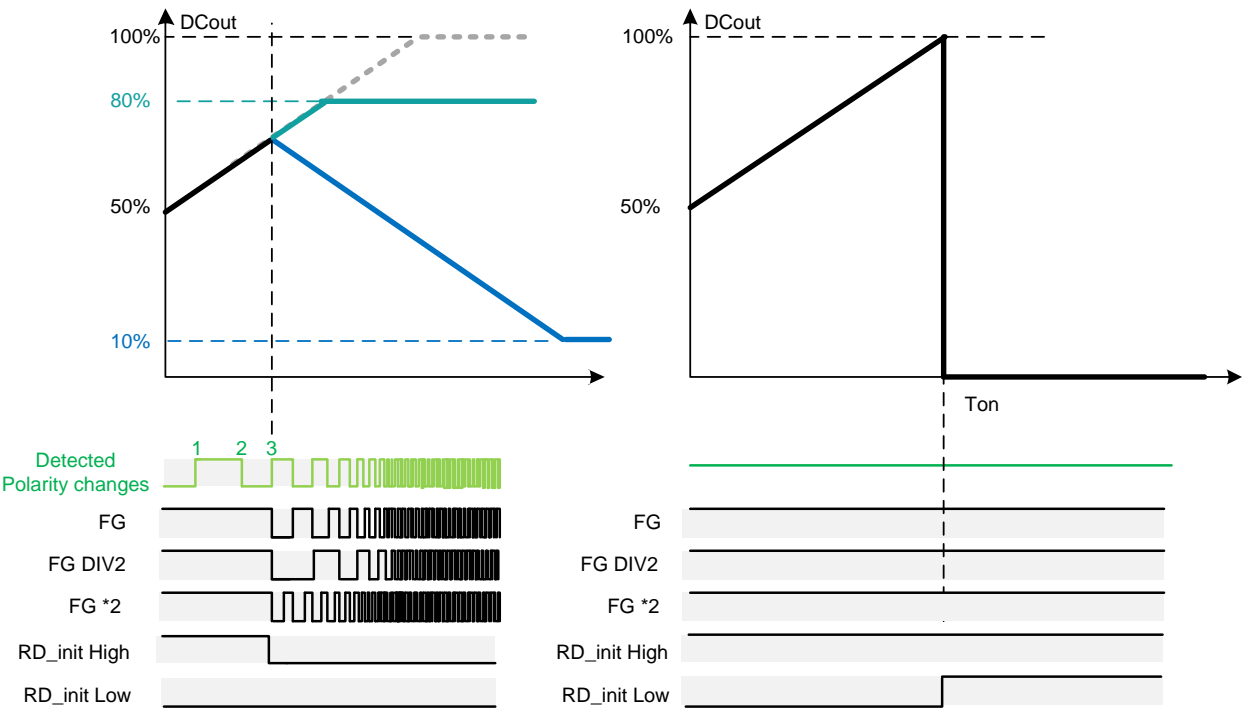 DCout
100%
80%
50%
10%
DCout
100%
50%
Ton
1 2 3
Detected
Polarity changes
FG
FG DIV2
FG *2
RD_init High
RD_init Low
FG
FG DIV2
FG *2
RD_init High
RD_init Low